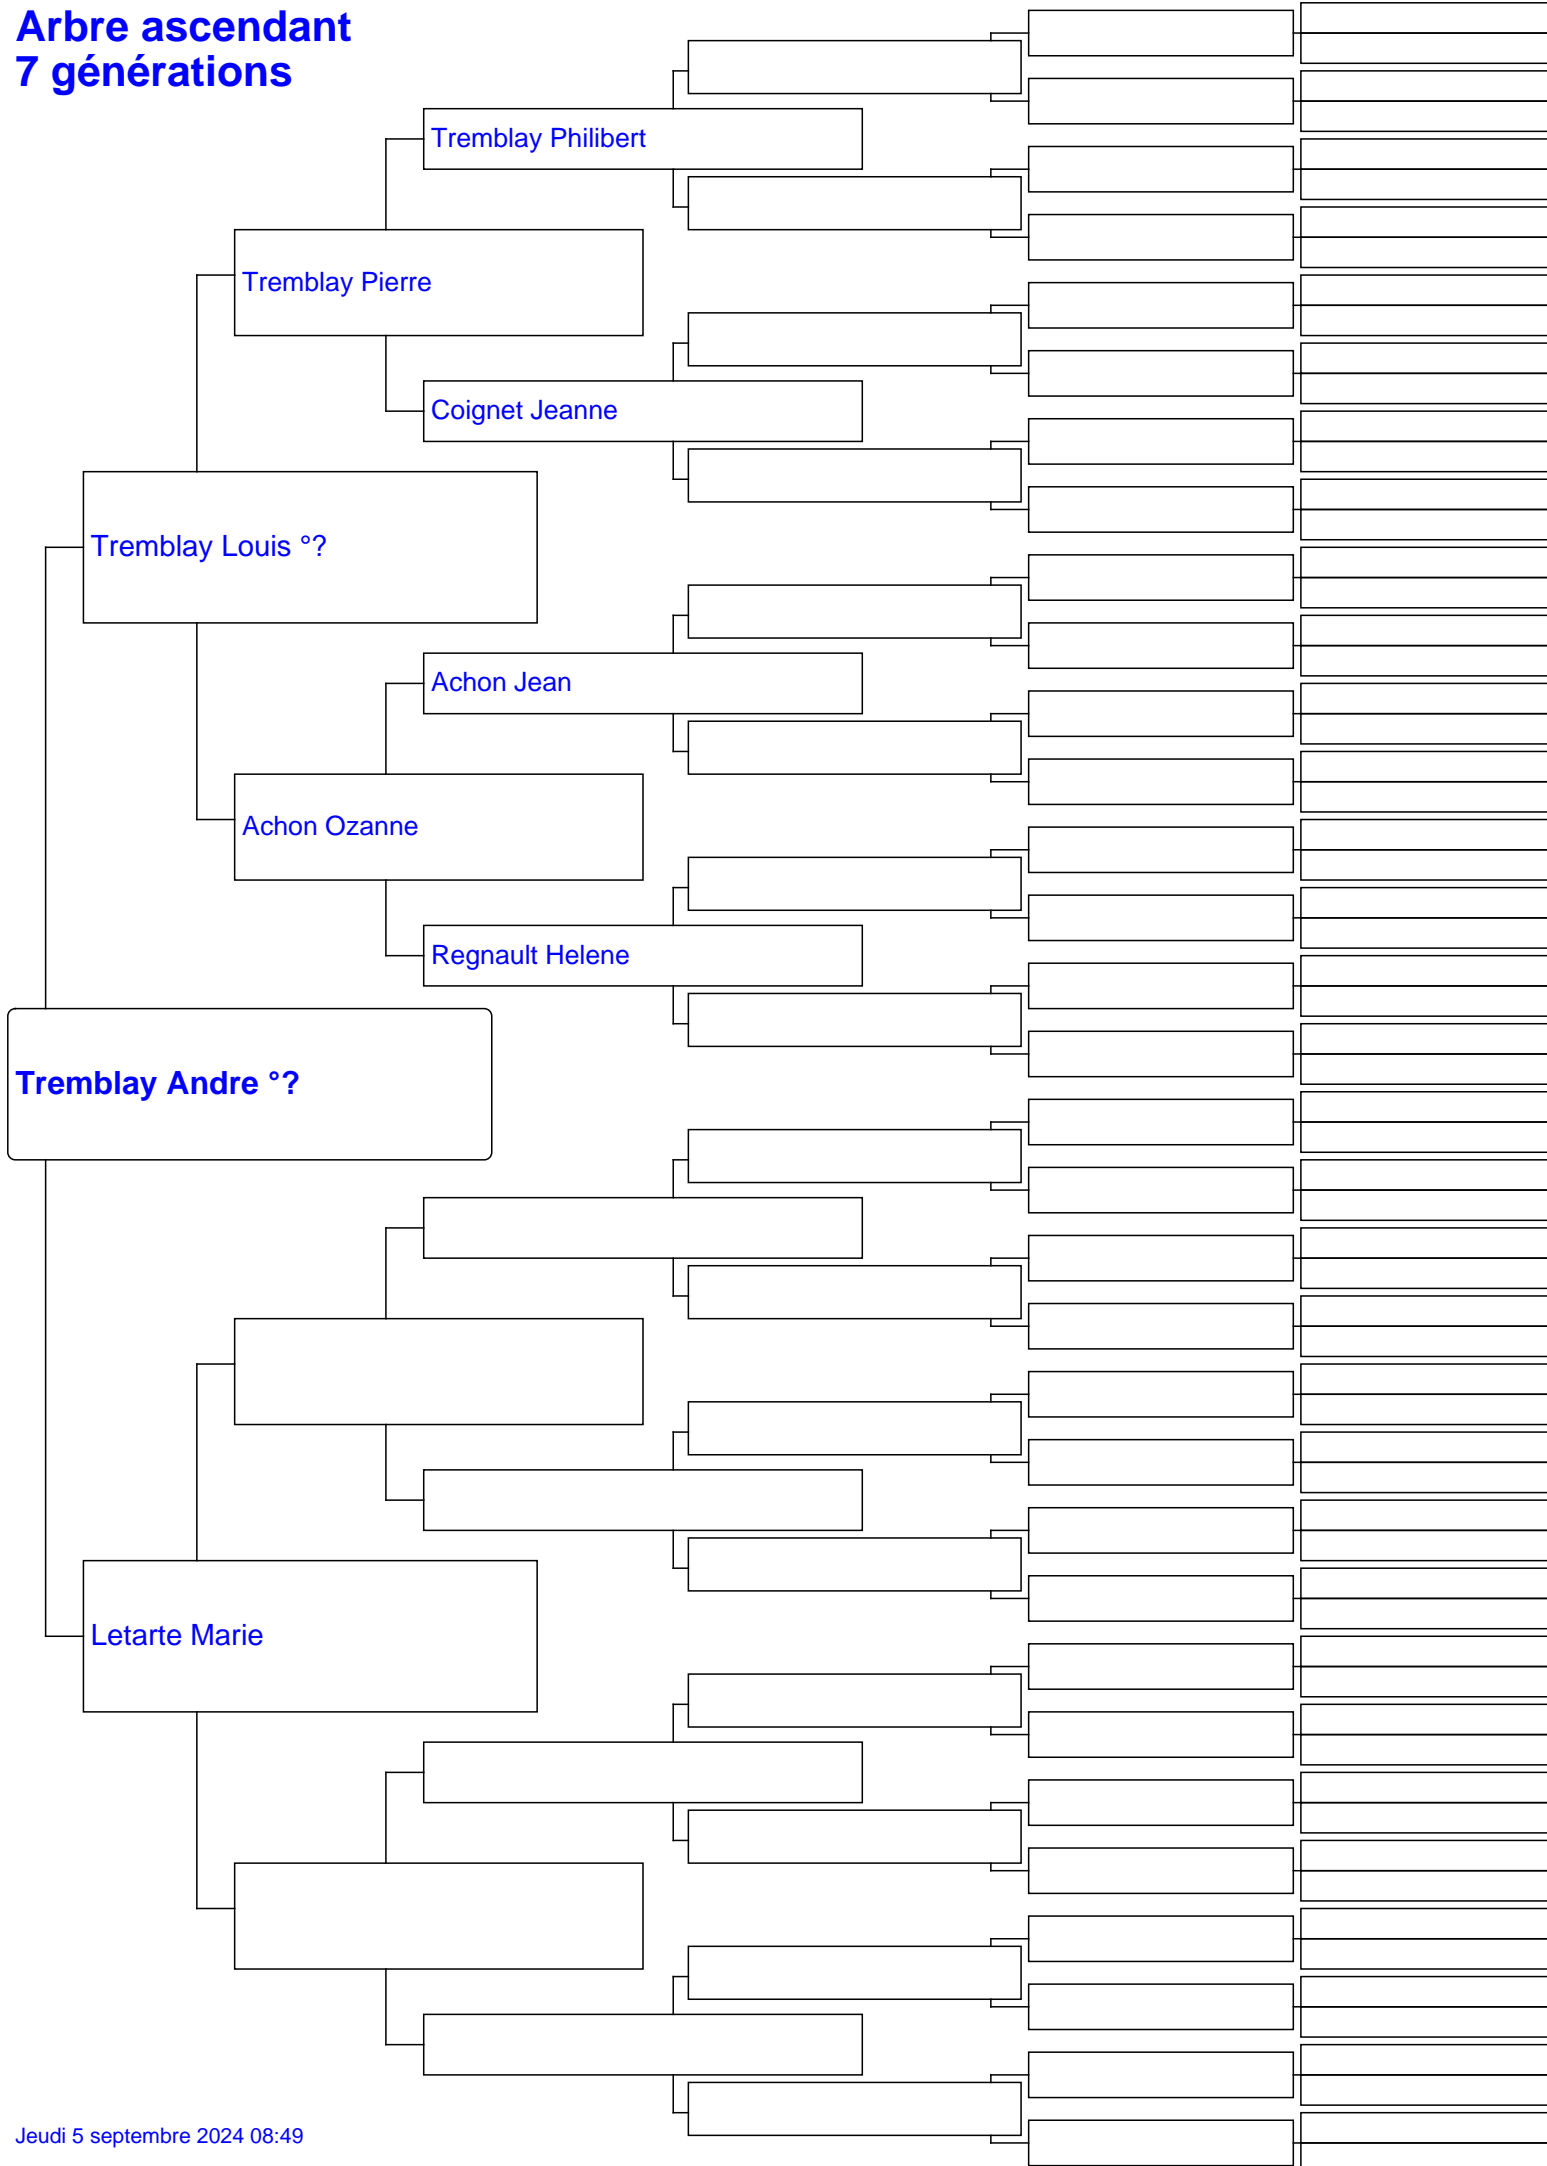 Arbre ascendant
7 générations
Tremblay Philibert
Tremblay Pierre
Coignet Jeanne
Tremblay Louis °?
Achon Jean
Achon Ozanne
Regnault Helene
Tremblay Andre °?
Letarte Marie
Jeudi 5 septembre 2024 08:49